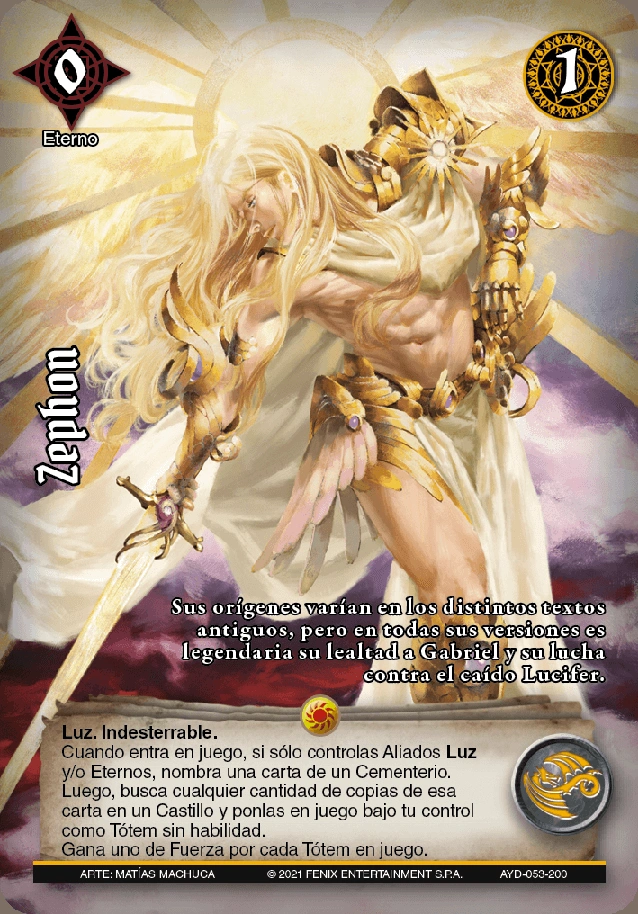 0
1
Eterno
Zephon
Sus orígenes varían en los distintos textos
antiguos, pero en todas sus versiones es
legendaria su lealtad a Gabriel y su lucha
contra el caído Lucifer.
Luz. Indesterrable.
Cuando entra en juego, si sólo controlas Aliados Luz
y/o Eternos, nombra una carta de un Cementerio.
Luego, busca cualquier cantidad de copias de esa
carta en un Castillo y ponlas en juego bajo tu control
como Tótem sin habilidad.
Gana uno de Fuerza por cada Tótem en juego.
ARTE: MATÍAS MACHUCA © 2021 FENIX ENTERTAINMENT S.P.A. AYD-053-200